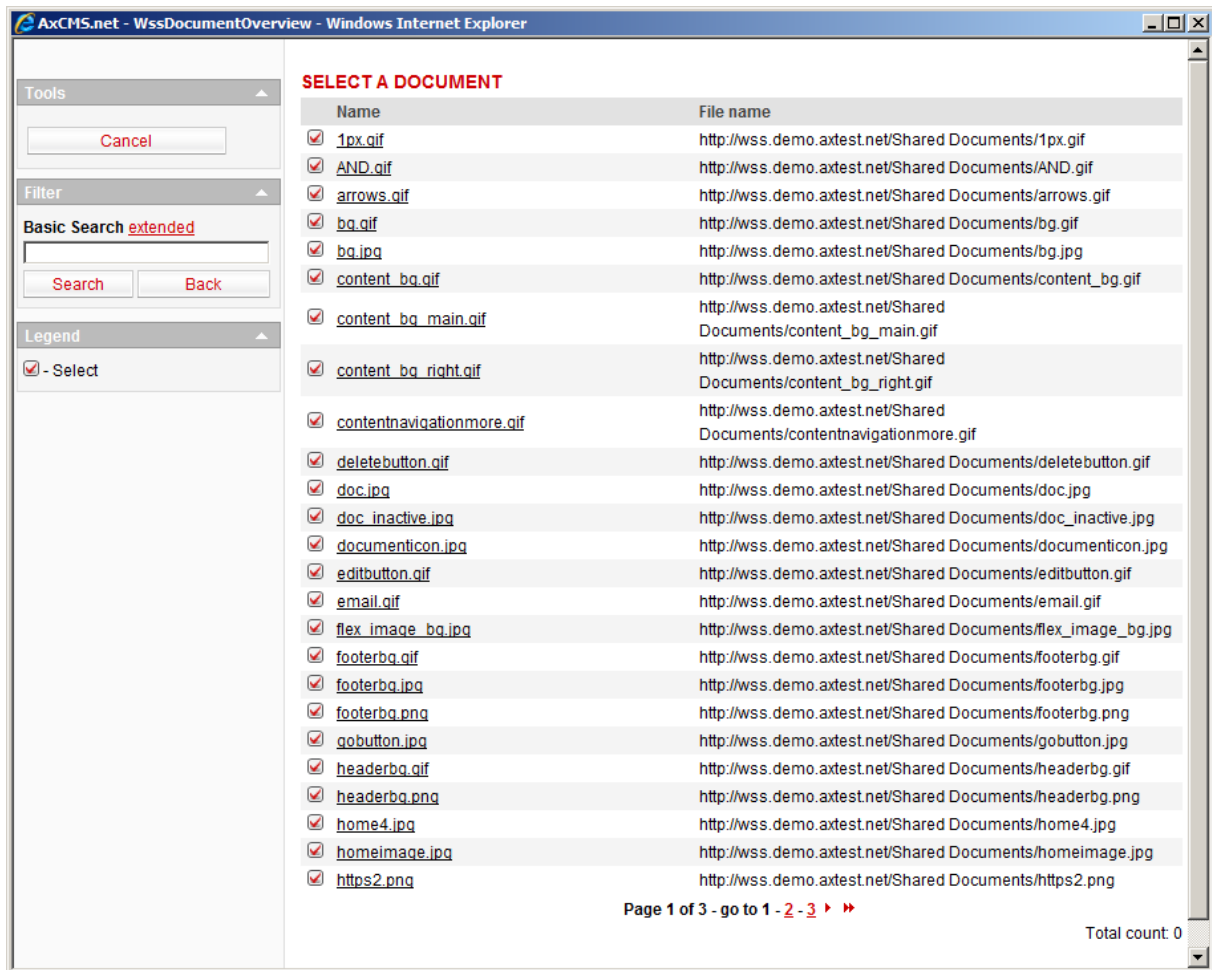 AxCMS.net - WssDocumentOverview - Windows Internet Explorer
Tools
Cancel
Filter
Basic Search extended
Search Back
Legend
- Select
SELECT A DOCUMENT
Name File name
1px.gif http://wss.demo.axtest.net/Shared Documents/1px.gif
AND.gif http://wss.demo.axtest.net/Shared Documents/AND.gif
arrows.gif http://wss.demo.axtest.net/Shared Documents/arrows.gif
bg.gif http://wss.demo.axtest.net/Shared Documents/bg.gif
bg.jpg http://wss.demo.axtest.net/Shared Documents/bg.jpg
content_bg.gif http://wss.demo.axtest.net/Shared Documents/content_bg.gif
content_bg_main.gif http://wss.demo.axtest.net/Shared
Documents/content_bg_main.gif
content_bg_right.gif http://wss.demo.axtest.net/Shared
Documents/content_bg_right.gif
contentnavigationmore.gif http://wss.demo.axtest.net/Shared
Documents/contentnavigationmore.gif
deletebutton.gif http://wss.demo.axtest.net/Shared Documents/deletebutton.gif
doc.jpg http://wss.demo.axtest.net/Shared Documents/doc.jpg
doc_inactive.jpg http://wss.demo.axtest.net/Shared Documents/doc_inactive.jpg
documenticon.jpg http://wss.demo.axtest.net/Shared Documents/documenticon.jpg
editbutton.gif http://wss.demo.axtest.net/Shared Documents/editbutton.gif
email.gif http://wss.demo.axtest.net/Shared Documents/email.gif
flex_image_bg.jpg http://wss.demo.axtest.net/Shared Documents/flex_image_bg.jpg
footerbg.gif http://wss.demo.axtest.net/Shared Documents/footerbg.gif
footerbg.jpg http://wss.demo.axtest.net/Shared Documents/footerbg.jpg
footerbg.png http://wss.demo.axtest.net/Shared Documents/footerbg.png
gobutton.jpg http://wss.demo.axtest.net/Shared Documents/gobutton.jpg
headerbg.gif http://wss.demo.axtest.net/Shared Documents/headerbg.gif
headerbg.png http://wss.demo.axtest.net/Shared Documents/headerbg.png
home4.jpg http://wss.demo.axtest.net/Shared Documents/home4.jpg
homeimage.jpg http://wss.demo.axtest.net/Shared Documents/homeimage.jpg
https2.png http://wss.demo.axtest.net/Shared Documents/https2.png
Page 1 of 3 - go to 1 - 2 - 3
Total count: 0